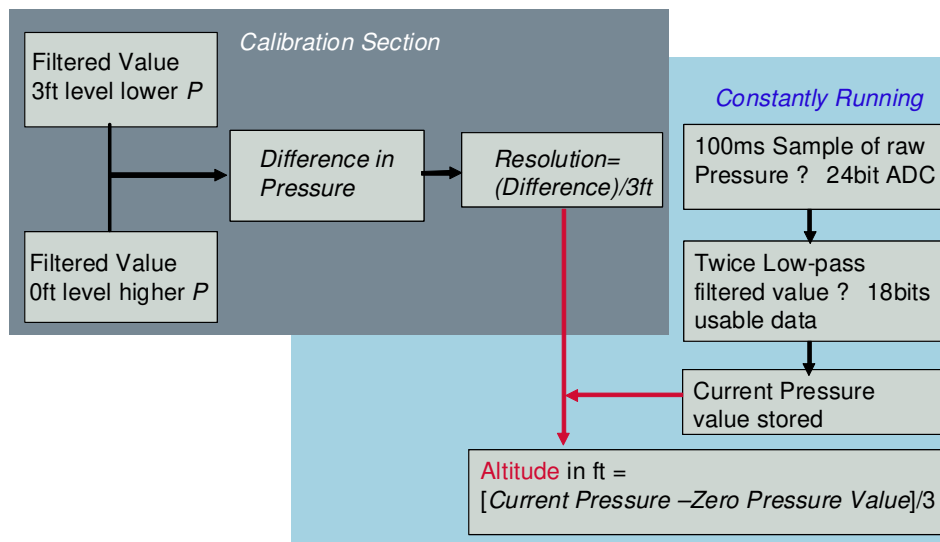 Calibration Section
Filtered Value
3ft level lower P
Difference in
Pressure
Resolution=
(Difference)/3ft
Filtered Value
0ft level higher P
Constantly Running
100ms Sample of raw
Pressure ? 24bit ADC
Twice Low-pass
filtered value ? 18bits
usable data
Current Pressure
value stored
Altitude in ft =
[Current Pressure –Zero Pressure Value]/3